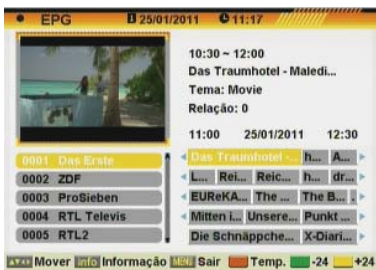 EPG 25/01/2011 11:17
10:30 ~ 12:00
Das Traumhotel - Maledi...
Tema: Movie
Relação: 0
11:00 25/01/2011 12:30
0001 Das Erste
Das Traumhotel -... h... A...
0002 ZDF
L... Rei... Reic... h... dr...
0003 ProSieben
EUReKA... The ... The B... .
0004 RTL Televis
Mitten i... Unsere... Punkt ...
0005 RTL2
Die Schnäppche... X-Diari...
Mover Info Informação MENU Sair Temp. -24 +24